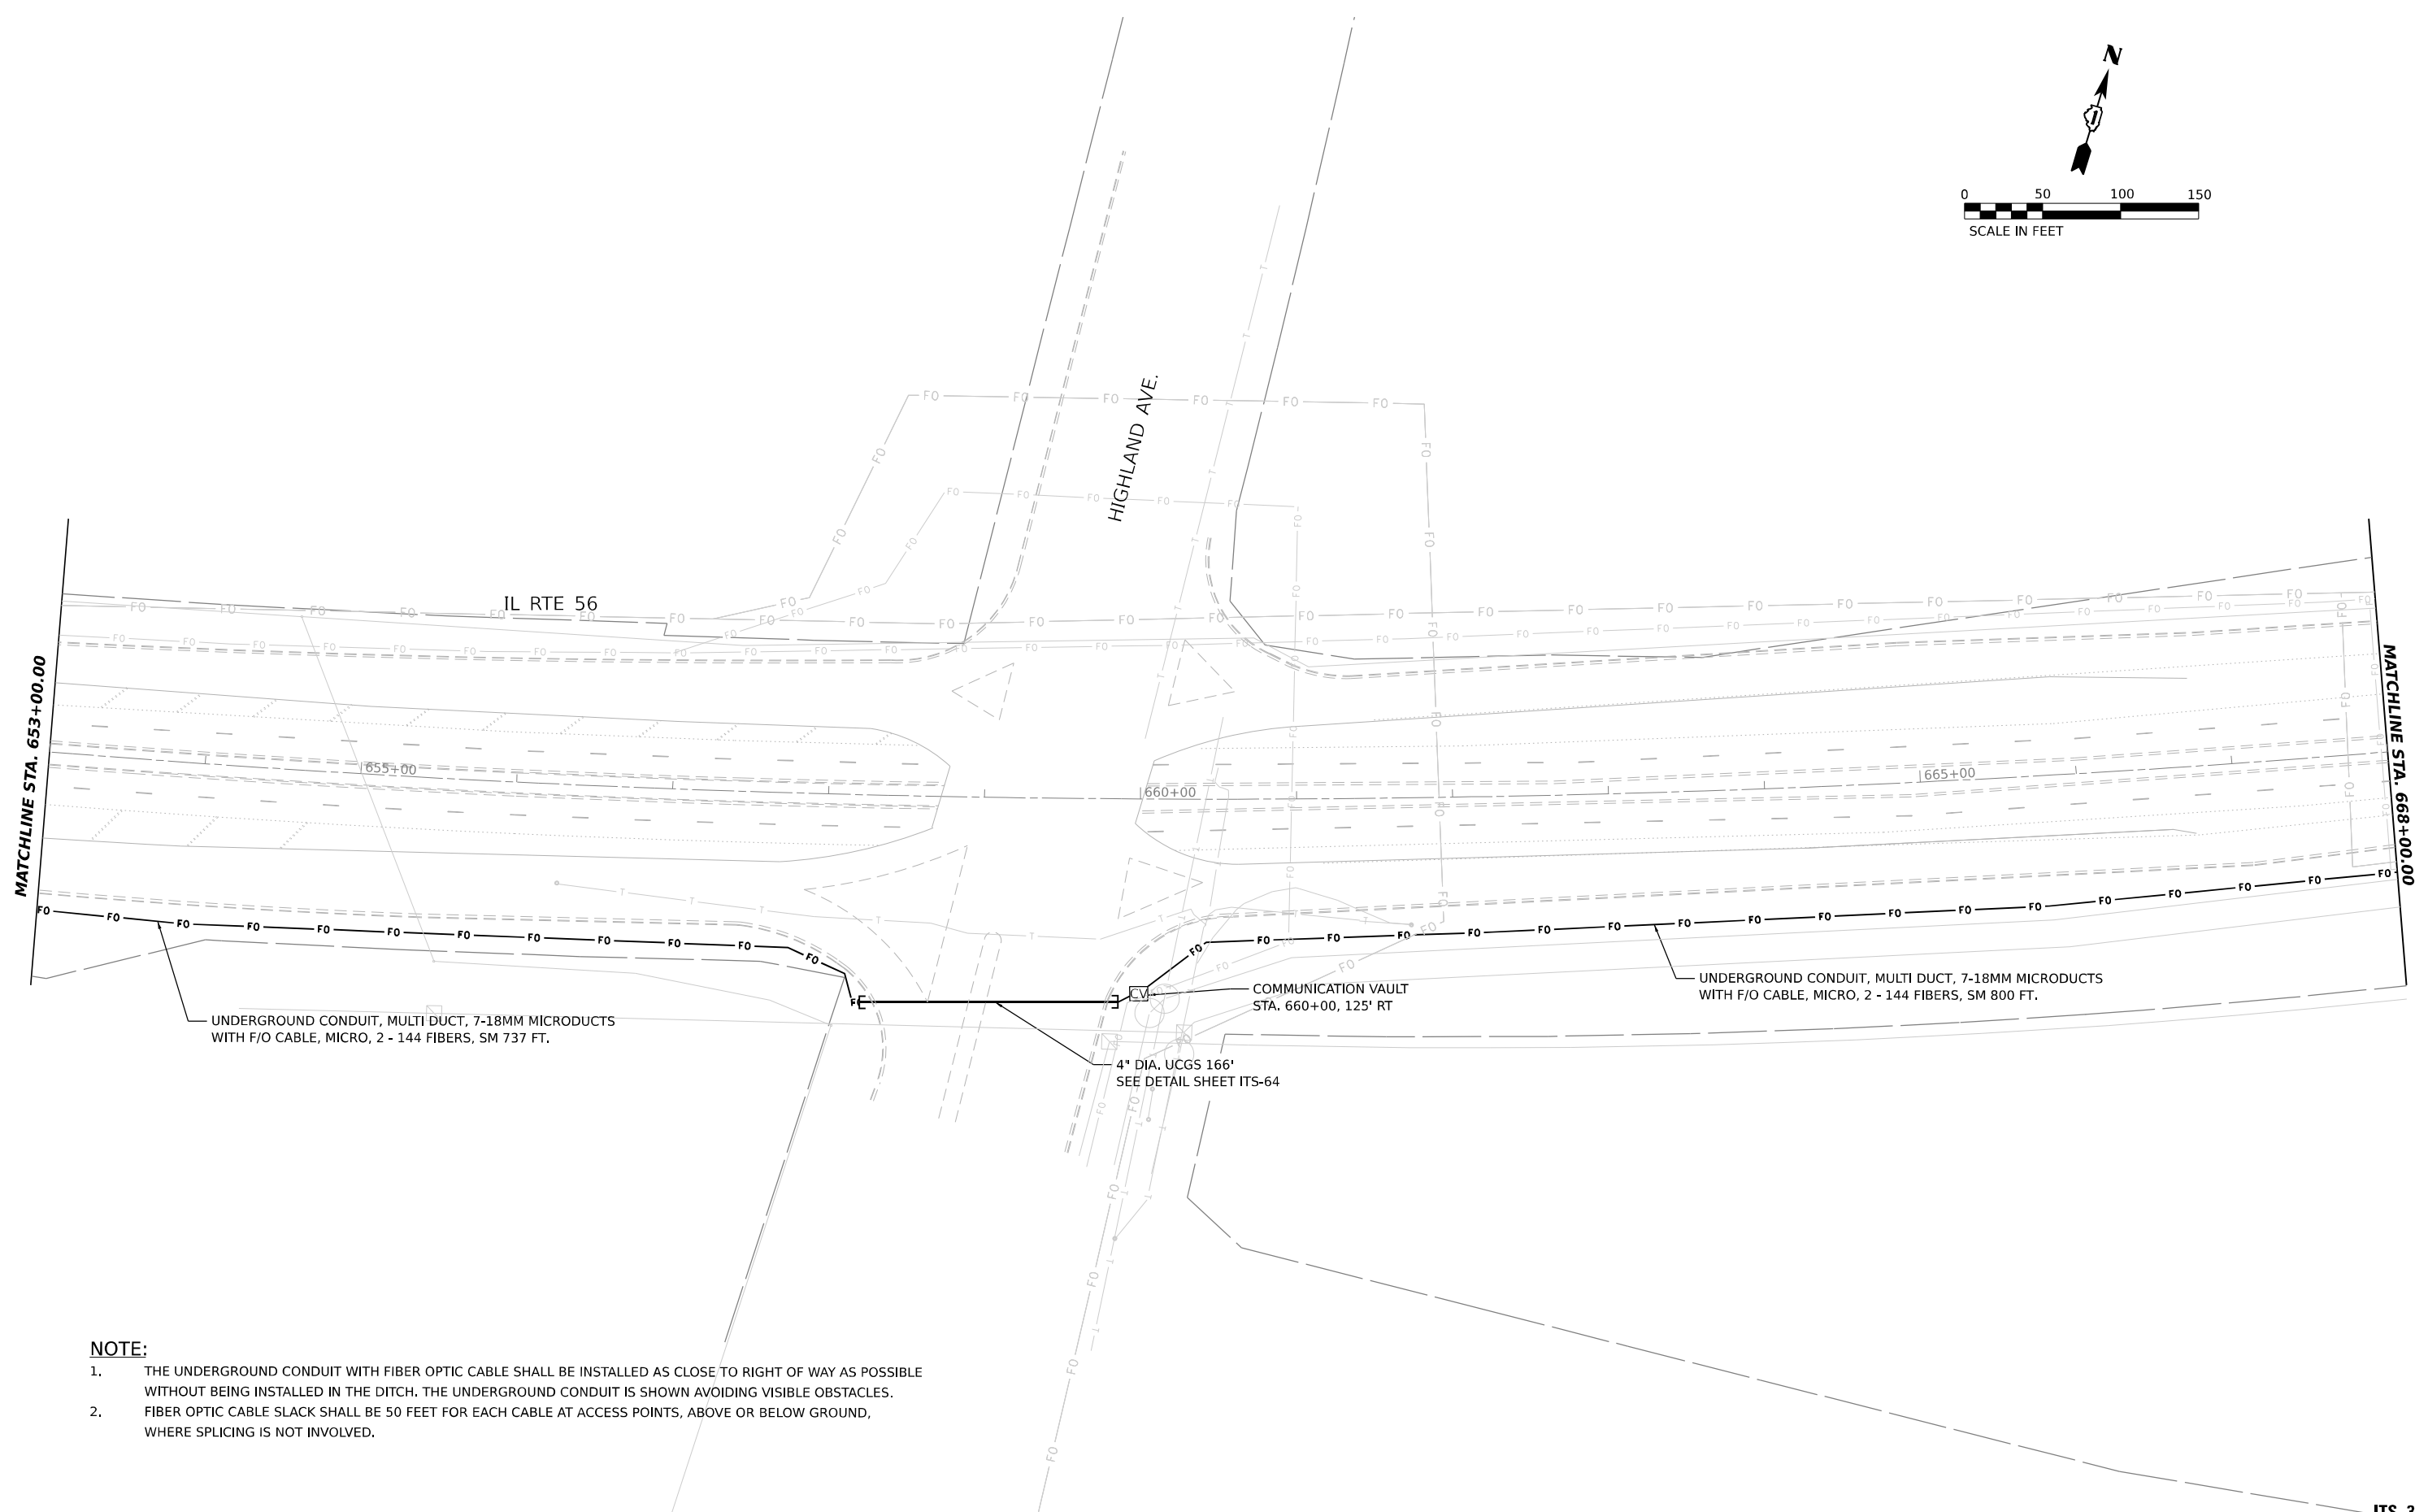 N
0 50 100 150
SCALE IN FEET
HIGHLAND AVE.
IL RTE 56
MATCHLINE STA. 653+00.00
MATCHLINE STA. 668+00.00
655+00
660+00
665+00
CV
COMMUNICATION VAULT
STA. 660+00, 125' RT
UNDERGROUND CONDUIT, MULTI DUCT, 7-18MM MICRODUCTS
WITH F/O CABLE, MICRO, 2 - 144 FIBERS, SM 800 FT.
UNDERGROUND CONDUIT, MULTI DUCT, 7-18MM MICRODUCTS
WITH F/O CABLE, MICRO, 2 - 144 FIBERS, SM 737 FT.
4" DIA. UCGS 166'
SEE DETAIL SHEET ITS-64
NOTE:
1. THE UNDERGROUND CONDUIT WITH FIBER OPTIC CABLE SHALL BE INSTALLED AS CLOSE TO RIGHT OF WAY AS POSSIBLE
WITHOUT BEING INSTALLED IN THE DITCH. THE UNDERGROUND CONDUIT IS SHOWN AVOIDING VISIBLE OBSTACLES.
2. FIBER OPTIC CABLE SLACK SHALL BE 50 FEET FOR EACH CABLE AT ACCESS POINTS, ABOVE OR BELOW GROUND,
WHERE SPLICING IS NOT INVOLVED.